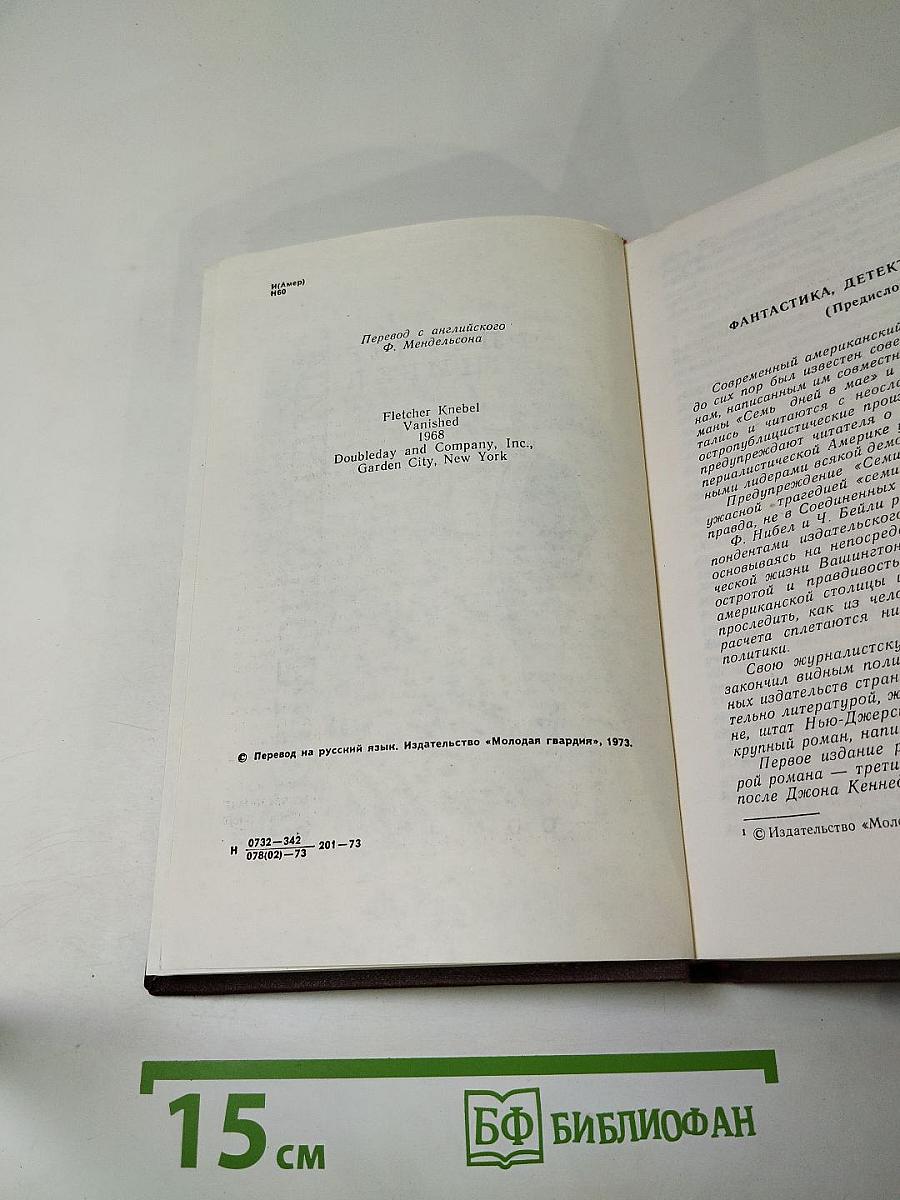 И(Амер)
Н60
Перевод с английского
Ф. Мендельсона
Fletcher Knebel
Vanished
1968
Doubleday and Company, Inc.,
Garden City, New York
© Перевод на русский язык. Издательство «Молодая гвардия», 1973.
Н 0732—342
078(02)—73 201—73
ФАНТАСТИКА, ДЕТЕКТ
(Предисло
Современный американский
до сих пор был известен сове
нам, написанным им совместн
маны «Семь дней в мае» и
тались и читаются с неосла
остропублицистические произ
предупреждают читателя о
периалистической Америке
ными лидерами всякой демо
Предупреждение «Семи
ужасной трагедией «семи
правда, не в Соединенных
Ф. Нибел и Ч. Бейли р
пондентами издательского
основываясь на непосред
ческой жизни Вашингтон
остротой и правдивость
американской столицы
проследить, как из чело
расчета сплетаются ни
политики.
Свою журналистску
закончил видным поли
ных издательств стран
тельно литературой, ж
не, штат Нью-Джерс
крупный роман, напи
Первое издание р
рой романа — трети
после Джона Кеннед
1 © Издательство «Мол
15 см
БФ БИБЛИОФАН